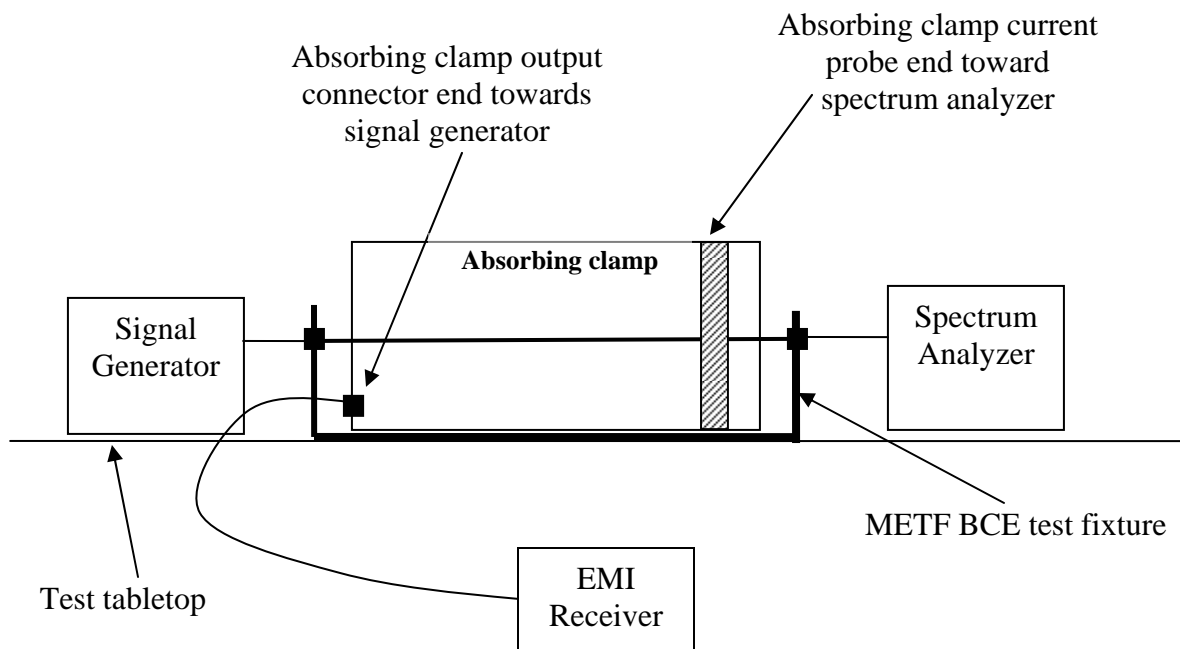 Absorbing clamp output
connector end towards
signal generator
Absorbing clamp current
probe end toward
spectrum analyzer
Absorbing clamp
Signal
Generator
Spectrum
Analyzer
METF BCE test fixture
Test tabletop
EMI
Receiver